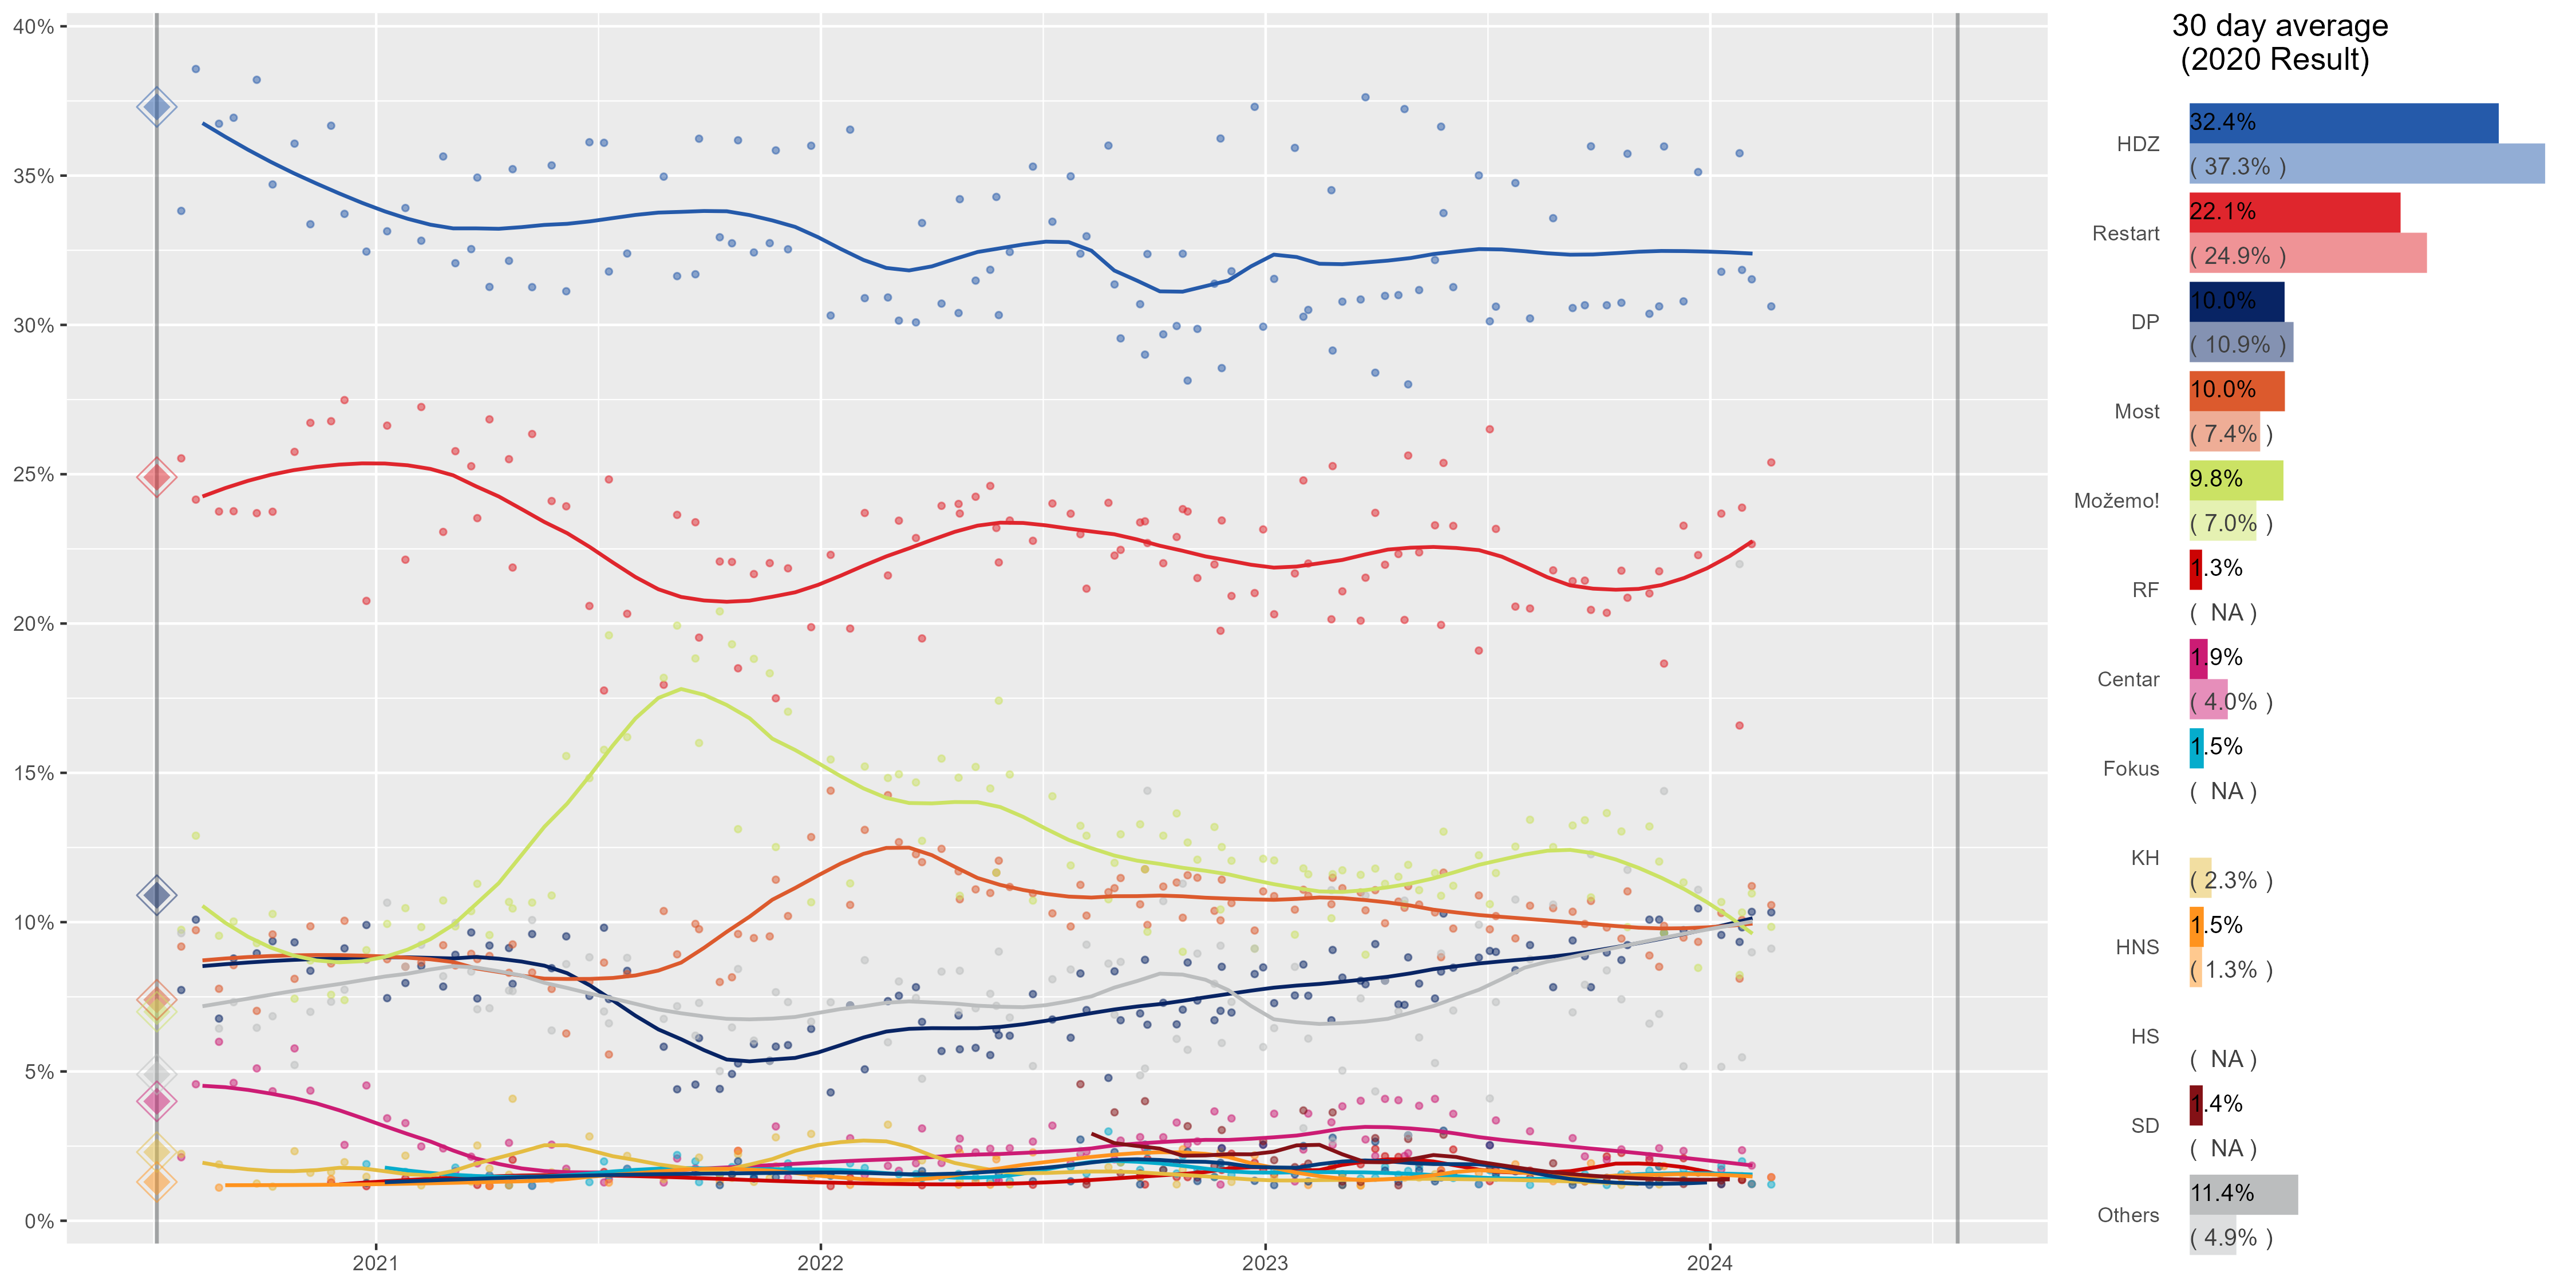 30 day average
(2020 Result)
40%
35%
30%
25%
20%
15%
10%
5%
0%
2021
2022
2023
2024
HDZ
32.4%
( 37.3% )
Restart
22.1%
( 24.9% )
DP
10.0%
( 10.9% )
Most
10.0%
( 7.4% )
Možemo!
9.8%
( 7.0% )
RF
1.3%
( NA )
Centar
1.9%
( 4.0% )
Fokus
1.5%
( NA )
KH
( 2.3% )
HNS
1.5%
( 1.3% )
HS
( NA )
SD
1.4%
( NA )
Others
11.4%
( 4.9% )